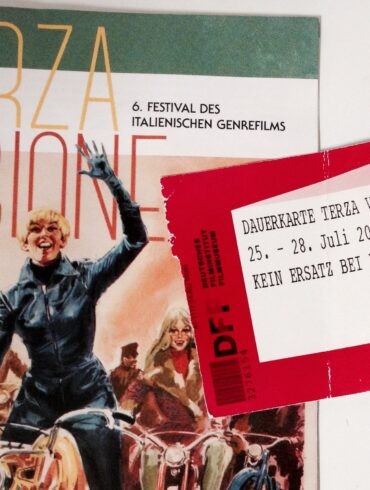 RZA
SIONE
6. FESTIVAL DES
ITALIENISCHEN GENREFILMS
DEUTSCHES
FILMINSTITUT
FILMMUSEUM
DFF
DAUERKARTE TERZA V
25. - 28. Juli 20
KEIN ERSATZ BEI